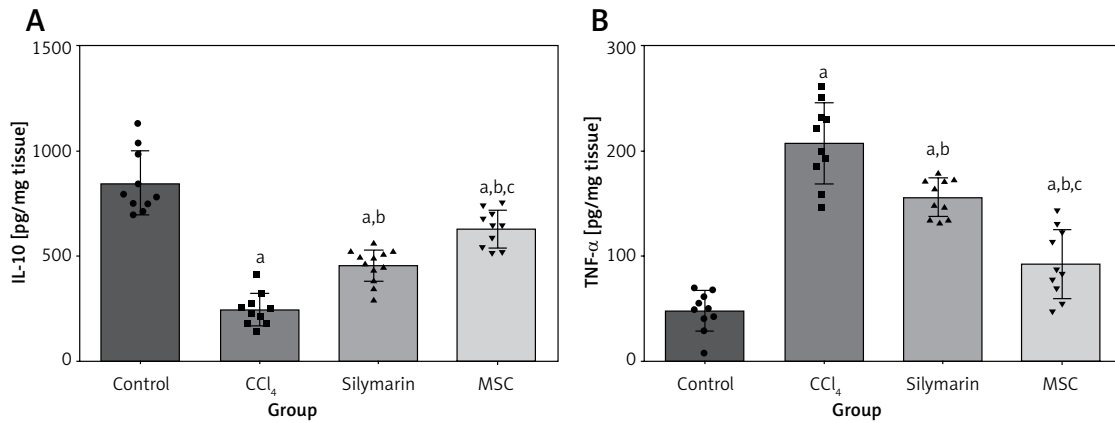 A
IL-10 [pg/mg tissue]
1500
1000
500
0
a
a,b
a,b,c
Control
CCl₄
Silymarin
MSC
Group
B
TNF-α [pg/mg tissue]
300
200
100
0
a
a,b
a,b,c
Control
CCl₄
Silymarin
MSC
Group